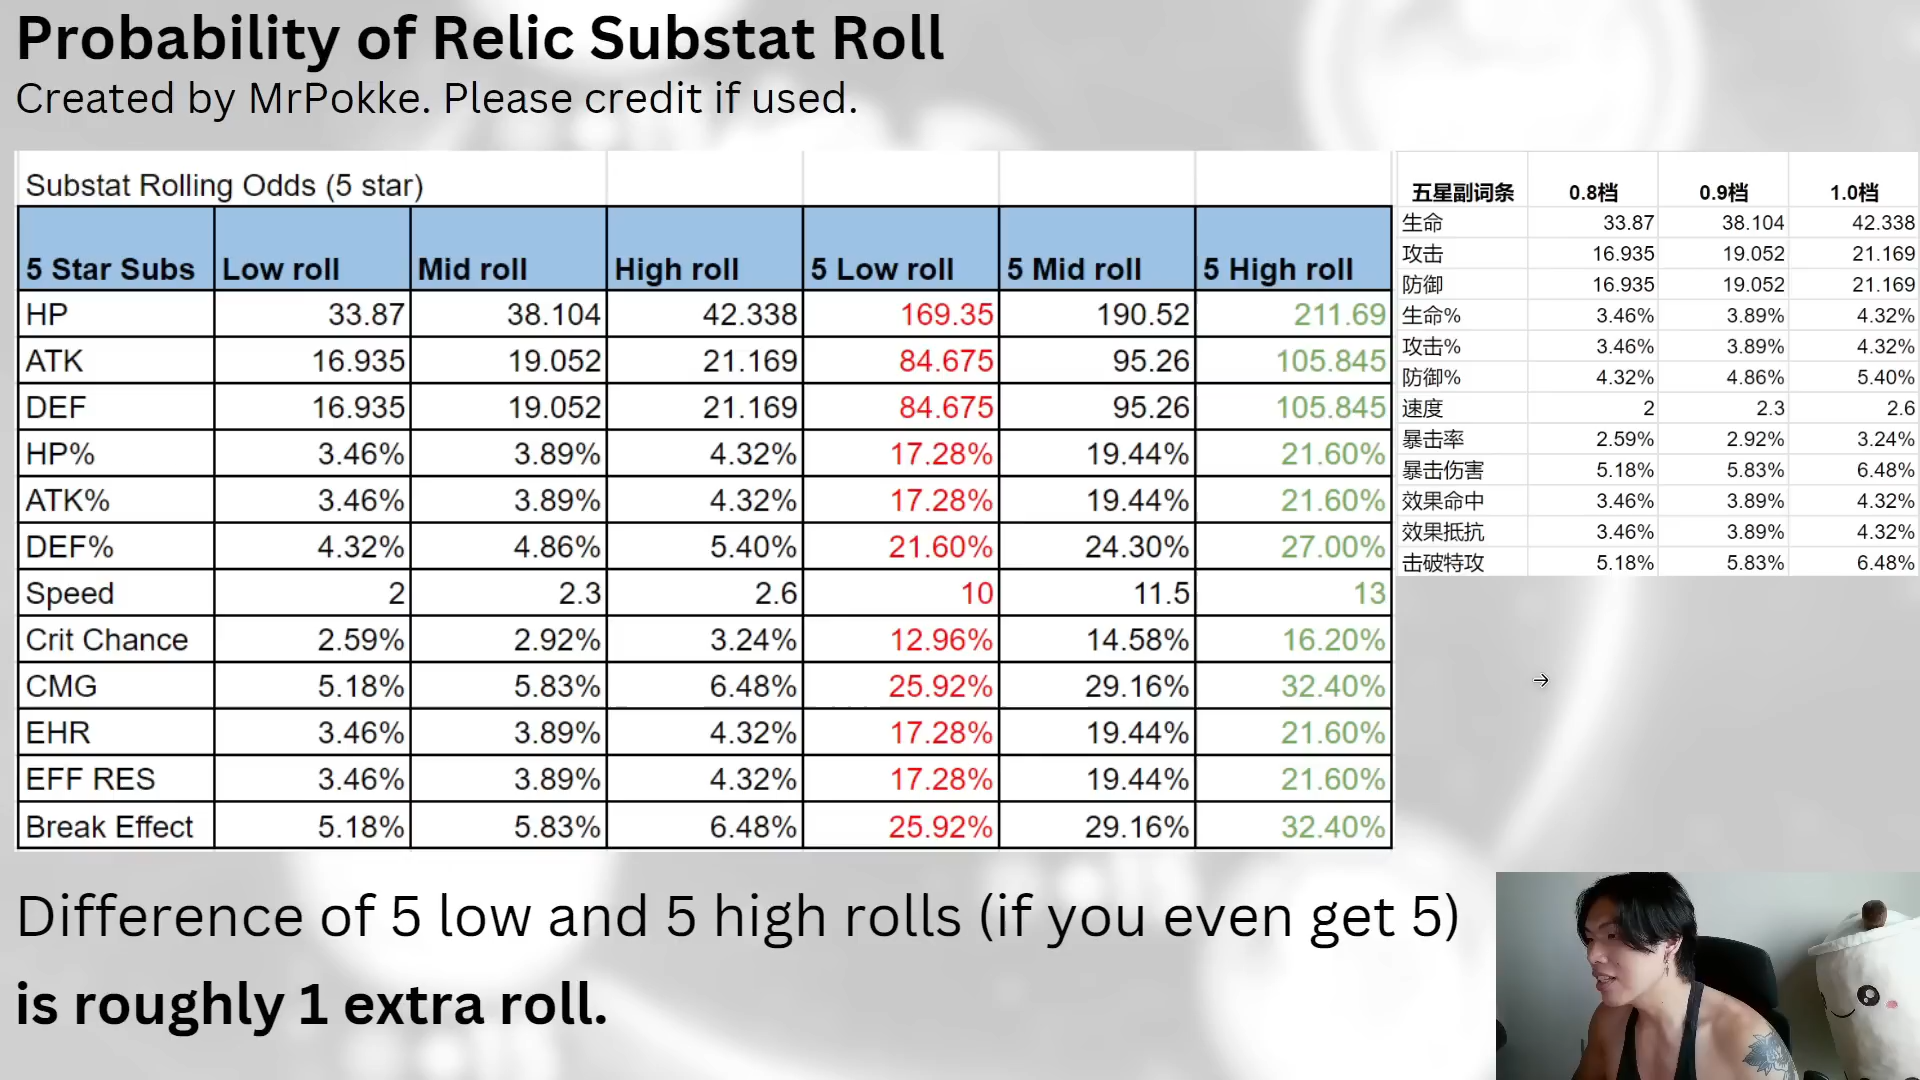 Probability of Relic Substat Roll
Created by MrPokke. Please credit if used.
Substat Rolling Odds (5 star)
5 Star Subs Low roll Mid roll High roll 5 Low roll 5 Mid roll 5 High roll
HP 33.87 38.104 42.338 169.35 190.52 211.69
ATK 16.935 19.052 21.169 84.675 95.26 105.845
DEF 16.935 19.052 21.169 84.675 95.26 105.845
HP% 3.46% 3.89% 4.32% 17.28% 19.44% 21.60%
ATK% 3.46% 3.89% 4.32% 17.28% 19.44% 21.60%
DEF% 4.32% 4.86% 5.40% 21.60% 24.30% 27.00%
Speed 2 2.3 2.6 10 11.5 13
Crit Chance 2.59% 2.92% 3.24% 12.96% 14.58% 16.20%
CMG 5.18% 5.83% 6.48% 25.92% 29.16% 32.40%
EHR 3.46% 3.89% 4.32% 17.28% 19.44% 21.60%
EFF RES 3.46% 3.89% 4.32% 17.28% 19.44% 21.60%
Break Effect 5.18% 5.83% 6.48% 25.92% 29.16% 32.40%
五星副词条 0.8档 0.9档 1.0档
生命 33.87 38.104 42.338
攻击 16.935 19.052 21.169
防御 16.935 19.052 21.169
生命% 3.46% 3.89% 4.32%
攻击% 3.46% 3.89% 4.32%
防御% 4.32% 4.86% 5.40%
速度 2 2.3 2.6
暴击率 2.59% 2.92% 3.24%
暴击伤害 5.18% 5.83% 6.48%
效果命中 3.46% 3.89% 4.32%
效果抵抗 3.46% 3.89% 4.32%
击破特攻 5.18% 5.83% 6.48%
Difference of 5 low and 5 high rolls (if you even get 5)
is roughly 1 extra roll.